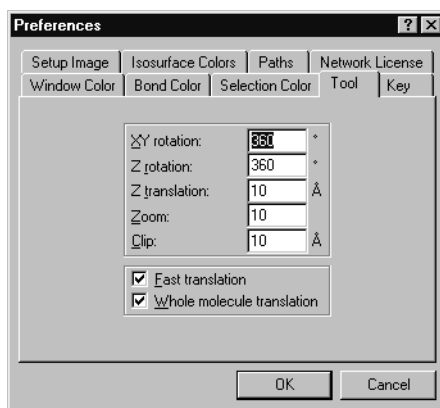 Preferences
Setup Image Isosurface Colors Paths Network License
Window Color Bond Color Selection Color Tool Key
XY rotation: 360 °
Z rotation: 360 °
Z translation: 10 Å
Zoom: 10
Clip: 10 Å
Fast translation
Whole molecule translation
OK Cancel